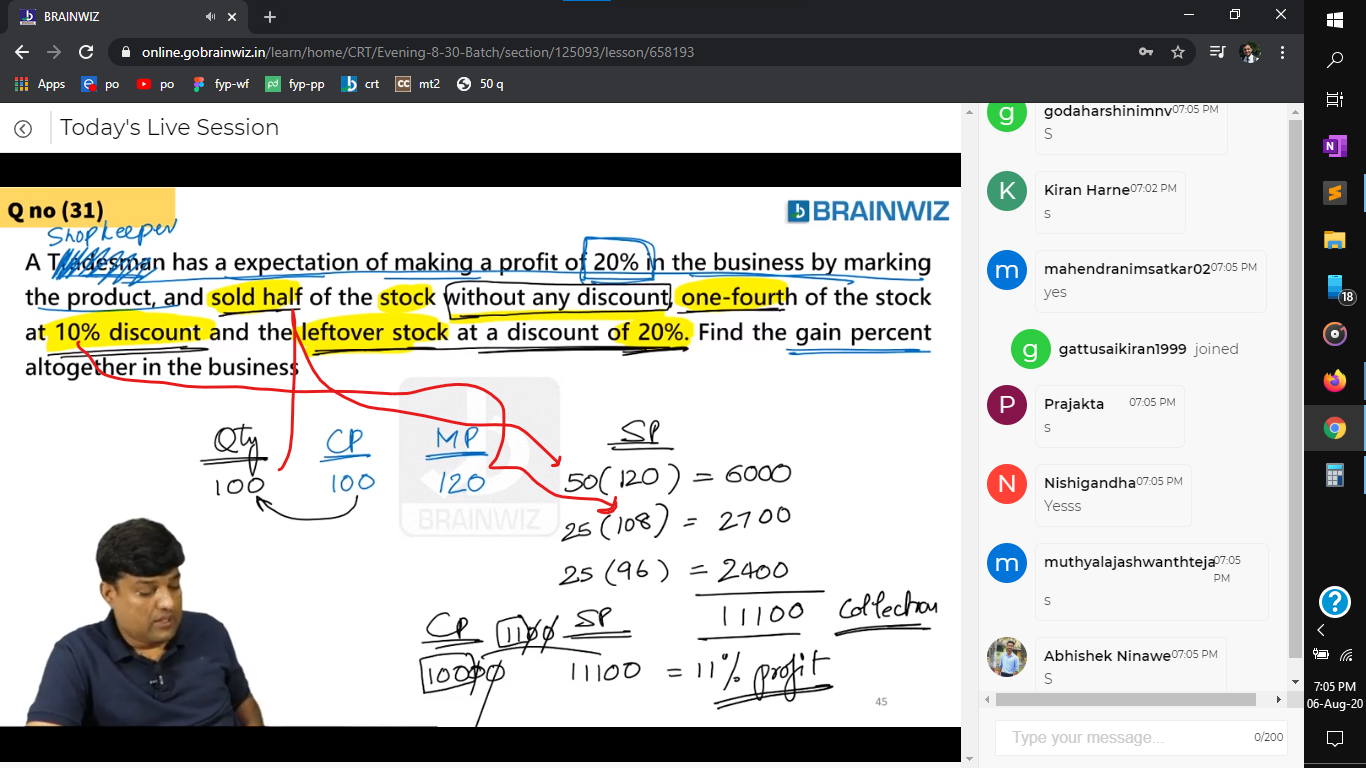 BRAINWIZ
online.gobrainwiz.in/learn/home/CRT/Evening-8-30-Batch/section/125093/lesson/658193
Apps po po fyp-wf fyp-pp crt CC mt2 50 q
Today's Live Session
Q no (31)
BRAINWIZ
Shopkeeper
A Tradesman has a expectation of making a profit of 20% in the business by marking
the product, and sold half of the stock without any discount, one-fourth of the stock
at 10% discount and the leftover stock at a discount of 20%. Find the gain percent
altogether in the business
Qty CP MP SP
100 100 120 50(120) = 6000
25(108) = 2700
25(96) = 2400
11100 Collection
CP 1100 SP
10000 11100 = 11% profit
BRAINWIZ
45
g godaharshinimnv 07:05 PM
S
K Kiran Harne 07:02 PM
s
m mahendranimsatkar02 07:05 PM
yes
g gattusaikiran1999 joined
P Prajakta 07:05 PM
s
N Nishigandha 07:05 PM
Yesss
m muthyalajashwanthteja 07:05 PM
s
Abhishek Ninawe 07:05 PM
S
Type your message... 0/200
N
18
7:05 PM
06-Aug-20